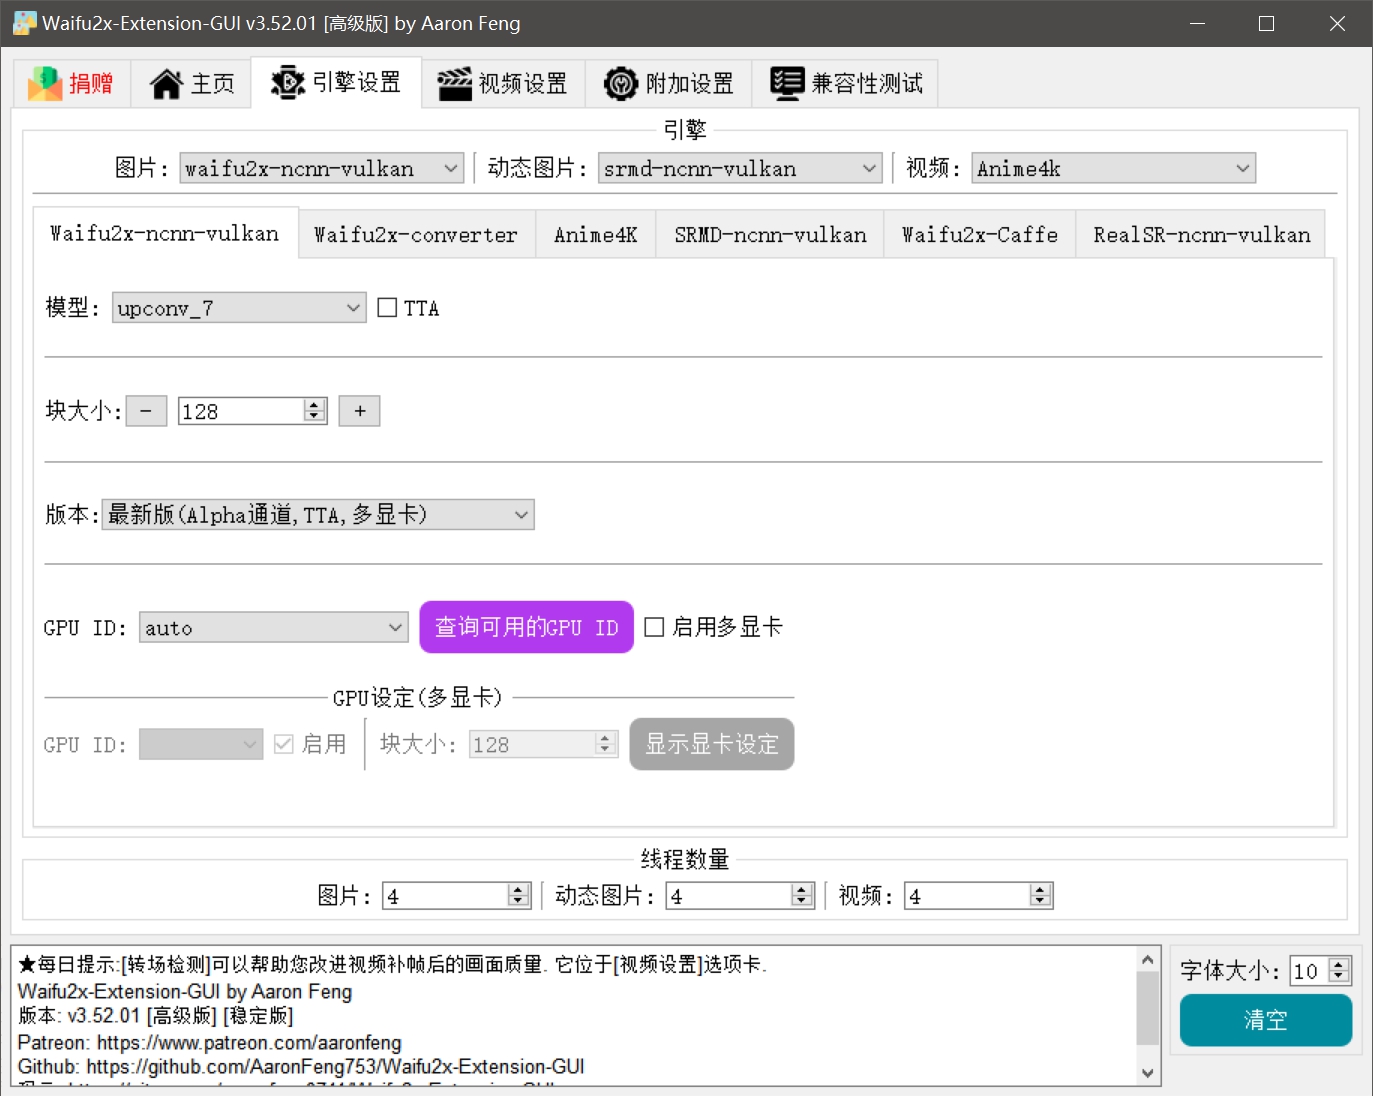 Waifu2x-Extension-GUI v3.52.01 [高级版] by Aaron Feng
捐赠 主页 引擎设置 视频设置 附加设置 兼容性测试
引擎
图片: waifu2x-ncnn-vulkan 动态图片: srmd-ncnn-vulkan 视频: Anime4k
Waifu2x-ncnn-vulkan Waifu2x-converter Anime4K SRMD-ncnn-vulkan Waifu2x-Caffe RealSR-ncnn-vulkan
模型: upconv_7 TTA
块大小: - 128 +
版本: 最新版(Alpha通道,TTA,多显卡)
GPU ID: auto 查询可用的GPU ID 启用多显卡
GPU设定(多显卡)
GPU ID: 启用 块大小: 128 显示显卡设定
线程数量
图片: 4 动态图片: 4 视频: 4
★每日提示:[转场检测]可以帮助您改进视频补帧后的画面质量. 它位于[视频设置]选项卡.
Waifu2x-Extension-GUI by Aaron Feng
版本: v3.52.01 [高级版] [稳定版]
Patreon: https://www.patreon.com/aaronfeng
Github: https://github.com/AaronFeng753/Waifu2x-Extension-GUI
字体大小: 10
清空